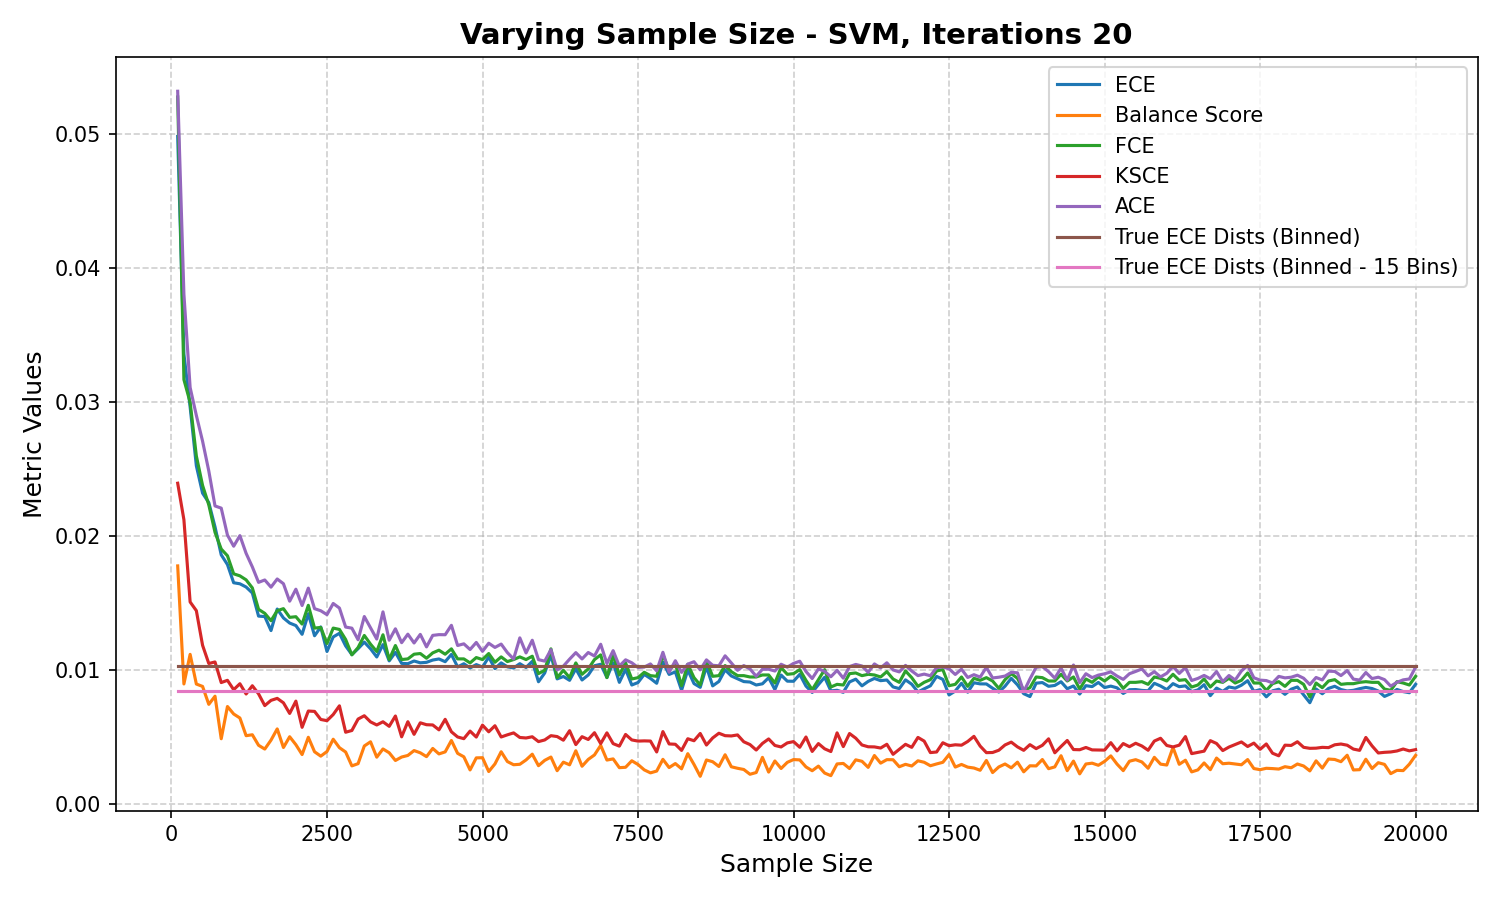 Varying Sample Size - SVM, Iterations 20
ECE
Balance Score
FCE
KSCE
ACE
True ECE Dists (Binned)
True ECE Dists (Binned - 15 Bins)
Metric Values
0.05
0.04
0.03
0.02
0.01
0.00
0 2500 5000 7500 10000 12500 15000 17500 20000
Sample Size